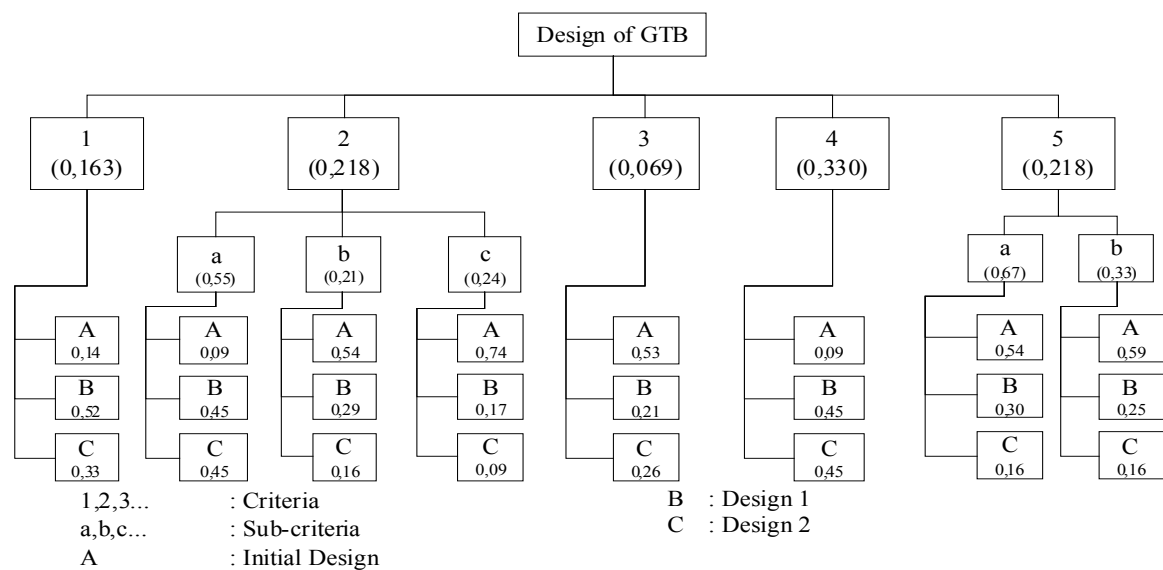 Design of GTB
1
(0,163)
2
(0,218)
3
(0,069)
4
(0,330)
5
(0,218)
a
(0,55)
b
(0,21)
c
(0,24)
a
(0,67)
b
(0,33)
A
0,14
B
0,52
C
0,33
A
0,09
B
0,45
C
0,45
A
0,54
B
0,29
C
0,16
A
0,74
B
0,17
C
0,09
A
0,53
B
0,21
C
0,26
A
0,09
B
0,45
C
0,45
A
0,54
B
0,30
C
0,16
A
0,59
B
0,25
C
0,16
1,2,3... : Criteria
a,b,c... : Sub-criteria
A : Initial Design
B : Design 1
C : Design 2